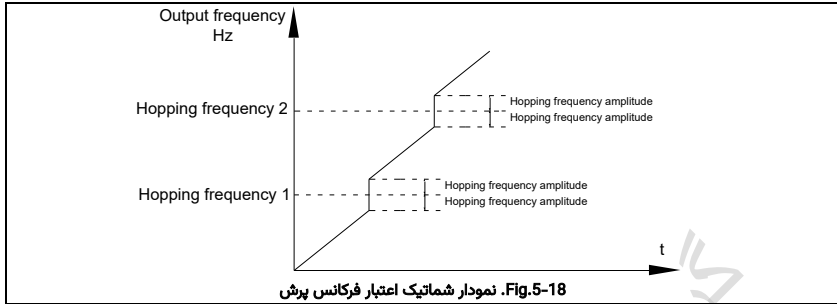 Output frequency
Hz
Hopping frequency 2
Hopping frequency amplitude
Hopping frequency amplitude
Hopping frequency 1
Hopping frequency amplitude
Hopping frequency amplitude
t
Fig.5-18. نمودار شماتیک اعتبار فرکانس پرش